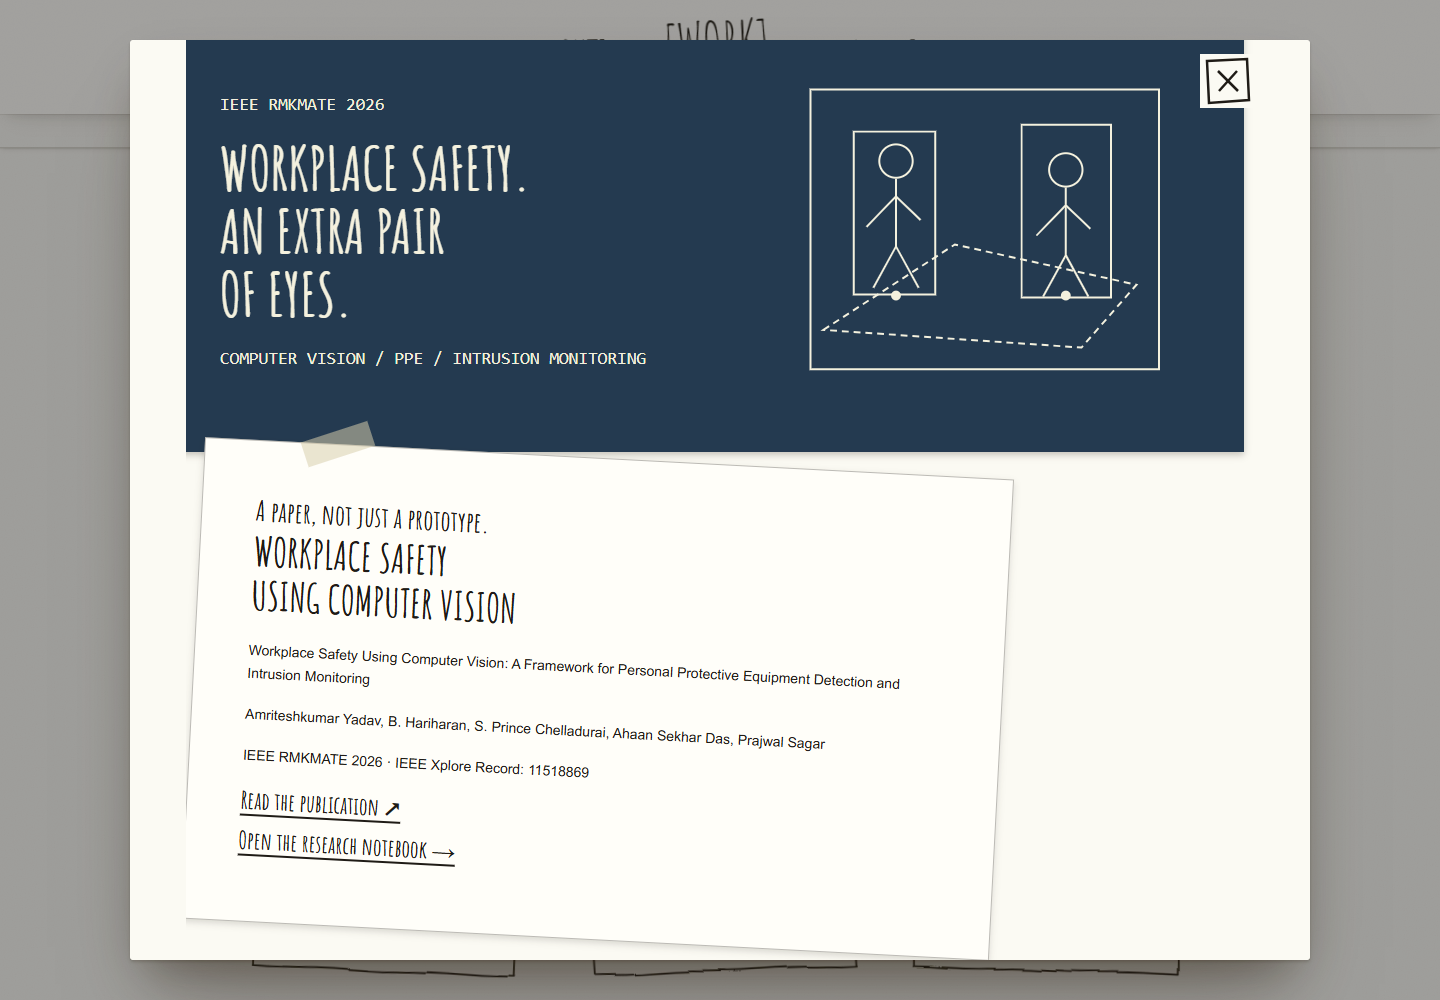 [WORK]
IEEE RMKMATE 2026
WORKPLACE SAFETY.
AN EXTRA PAIR
OF EYES.
COMPUTER VISION / PPE / INTRUSION MONITORING
A PAPER, NOT JUST A PROTOTYPE.
WORKPLACE SAFETY
USING COMPUTER VISION
Workplace Safety Using Computer Vision: A Framework for Personal Protective Equipment Detection and
Intrusion Monitoring
Amriteshkumar Yadav, B. Hariharan, S. Prince Chelladurai, Ahaan Sekhar Das, Prajwal Sagar
IEEE RMKMATE 2026 · IEEE Xplore Record: 11518869
READ THE PUBLICATION ↗
OPEN THE RESEARCH NOTEBOOK →